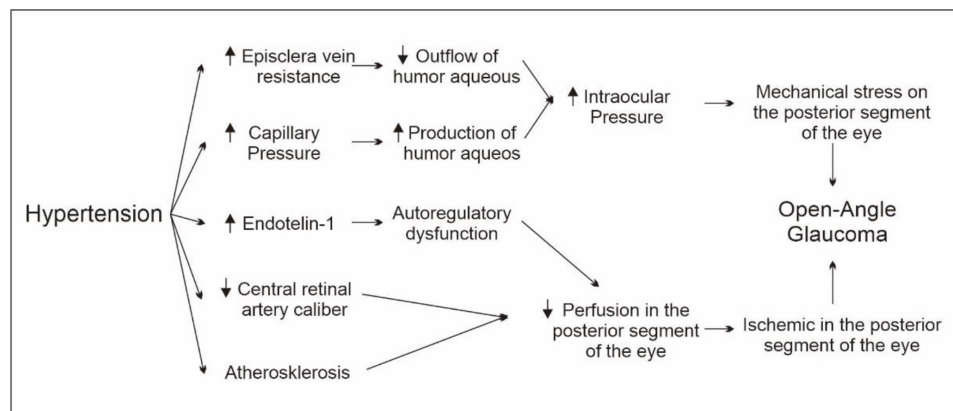 Hypertension
↑ Episclera vein
resistance
↓ Outflow of
humor aqueous
↑ Capillary
Pressure
↑ Production of
humor aqueos
↑ Intraocular
Pressure
Mechanical stress on
the posterior segment
of the eye
↑ Endotelin-1
Autoregulatory
dysfunction
↓ Central retinal
artery caliber
Atherosklerosis
↓ Perfusion in the
posterior segment
of the eye
Ischemic in the posterior
segment of the eye
Open-Angle
Glaucoma